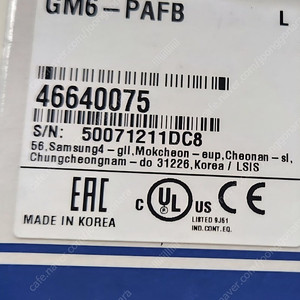 GM6-PAFB
L
46640075
S/N: 50071211DC8
56,Samsung4-gil,Mokcheon-eup,Cheonan-si,
Chungcheongnam-do 31226,Korea / LSIS
EAC
C UL US
LISTED 9J51
IND.CONT.EQ.
MADE IN KOREA